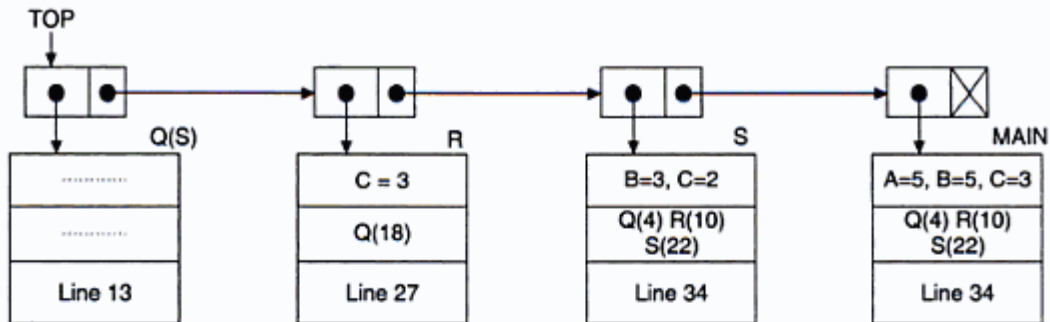 TOP
Q(S)
R
S
MAIN
C = 3
B=3, C=2
A=5, B=5, C=3
Q(18)
Q(4) R(10)
S(22)
Q(4) R(10)
S(22)
Line 13
Line 27
Line 34
Line 34